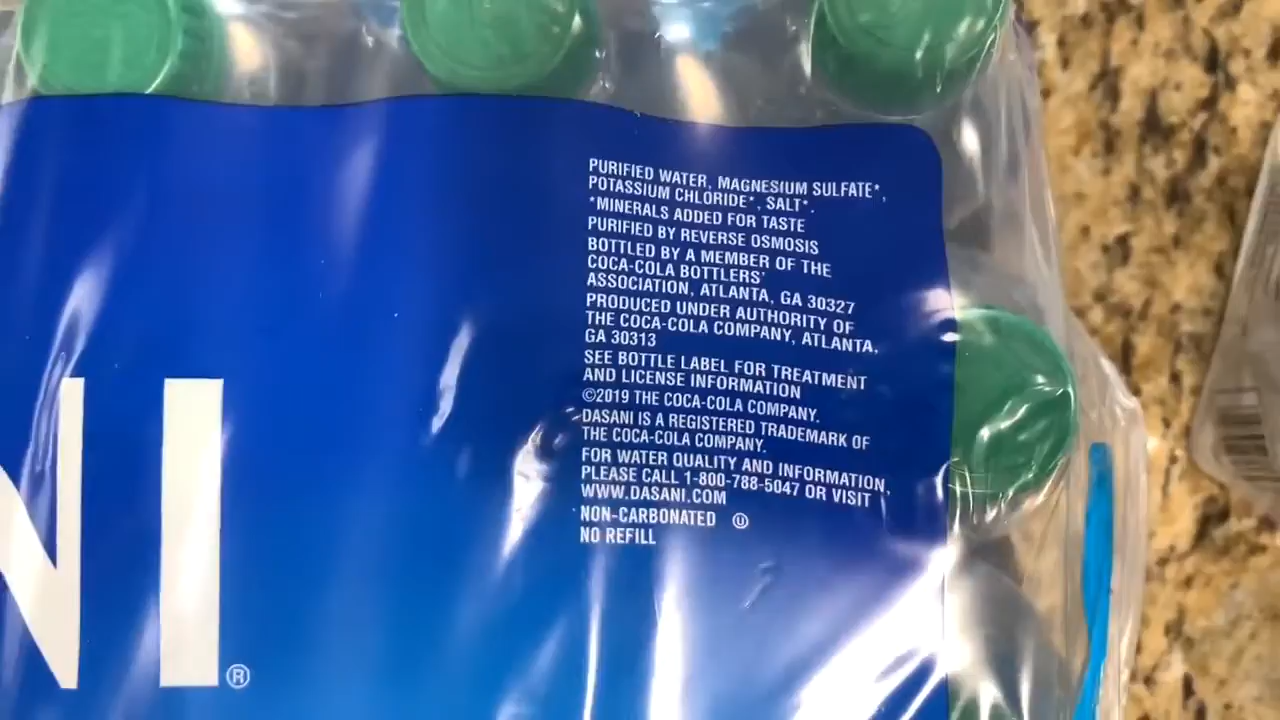 PURIFIED WATER, MAGNESIUM SULFATE*,
POTASSIUM CHLORIDE*, SALT*.
*MINERALS ADDED FOR TASTE
PURIFIED BY REVERSE OSMOSIS
BOTTLED BY A MEMBER OF THE
COCA-COLA BOTTLERS'
ASSOCIATION, ATLANTA, GA 30327
PRODUCED UNDER AUTHORITY OF
THE COCA-COLA COMPANY, ATLANTA,
GA 30313
SEE BOTTLE LABEL FOR TREATMENT
AND LICENSE INFORMATION
©2019 THE COCA-COLA COMPANY.
DASANI IS A REGISTERED TRADEMARK OF
THE COCA-COLA COMPANY.
FOR WATER QUALITY AND INFORMATION,
PLEASE CALL 1-800-788-5047 OR VISIT
WWW.DASANI.COM
NON-CARBONATED Ⓤ
NO REFILL
NI®